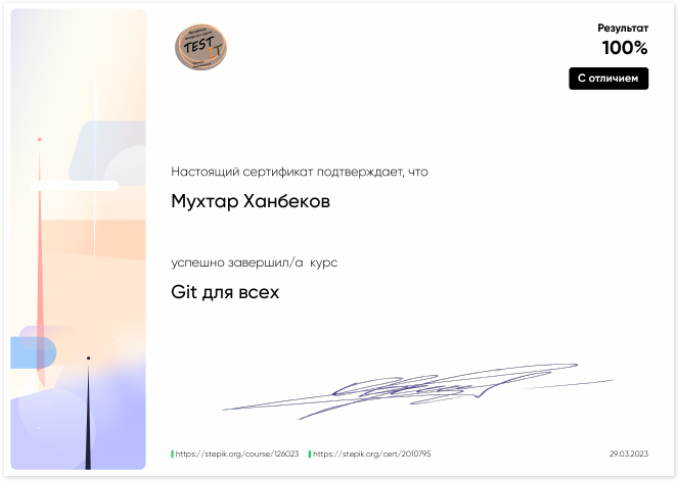 TEST
IT
Результат
100%
С отличием
Настоящий сертификат подтверждает, что
Мухтар Ханбеков
успешно завершил/а курс
Git для всех
https://stepik.org/course/126023 https://stepik.org/cert/2010795 29.03.2023